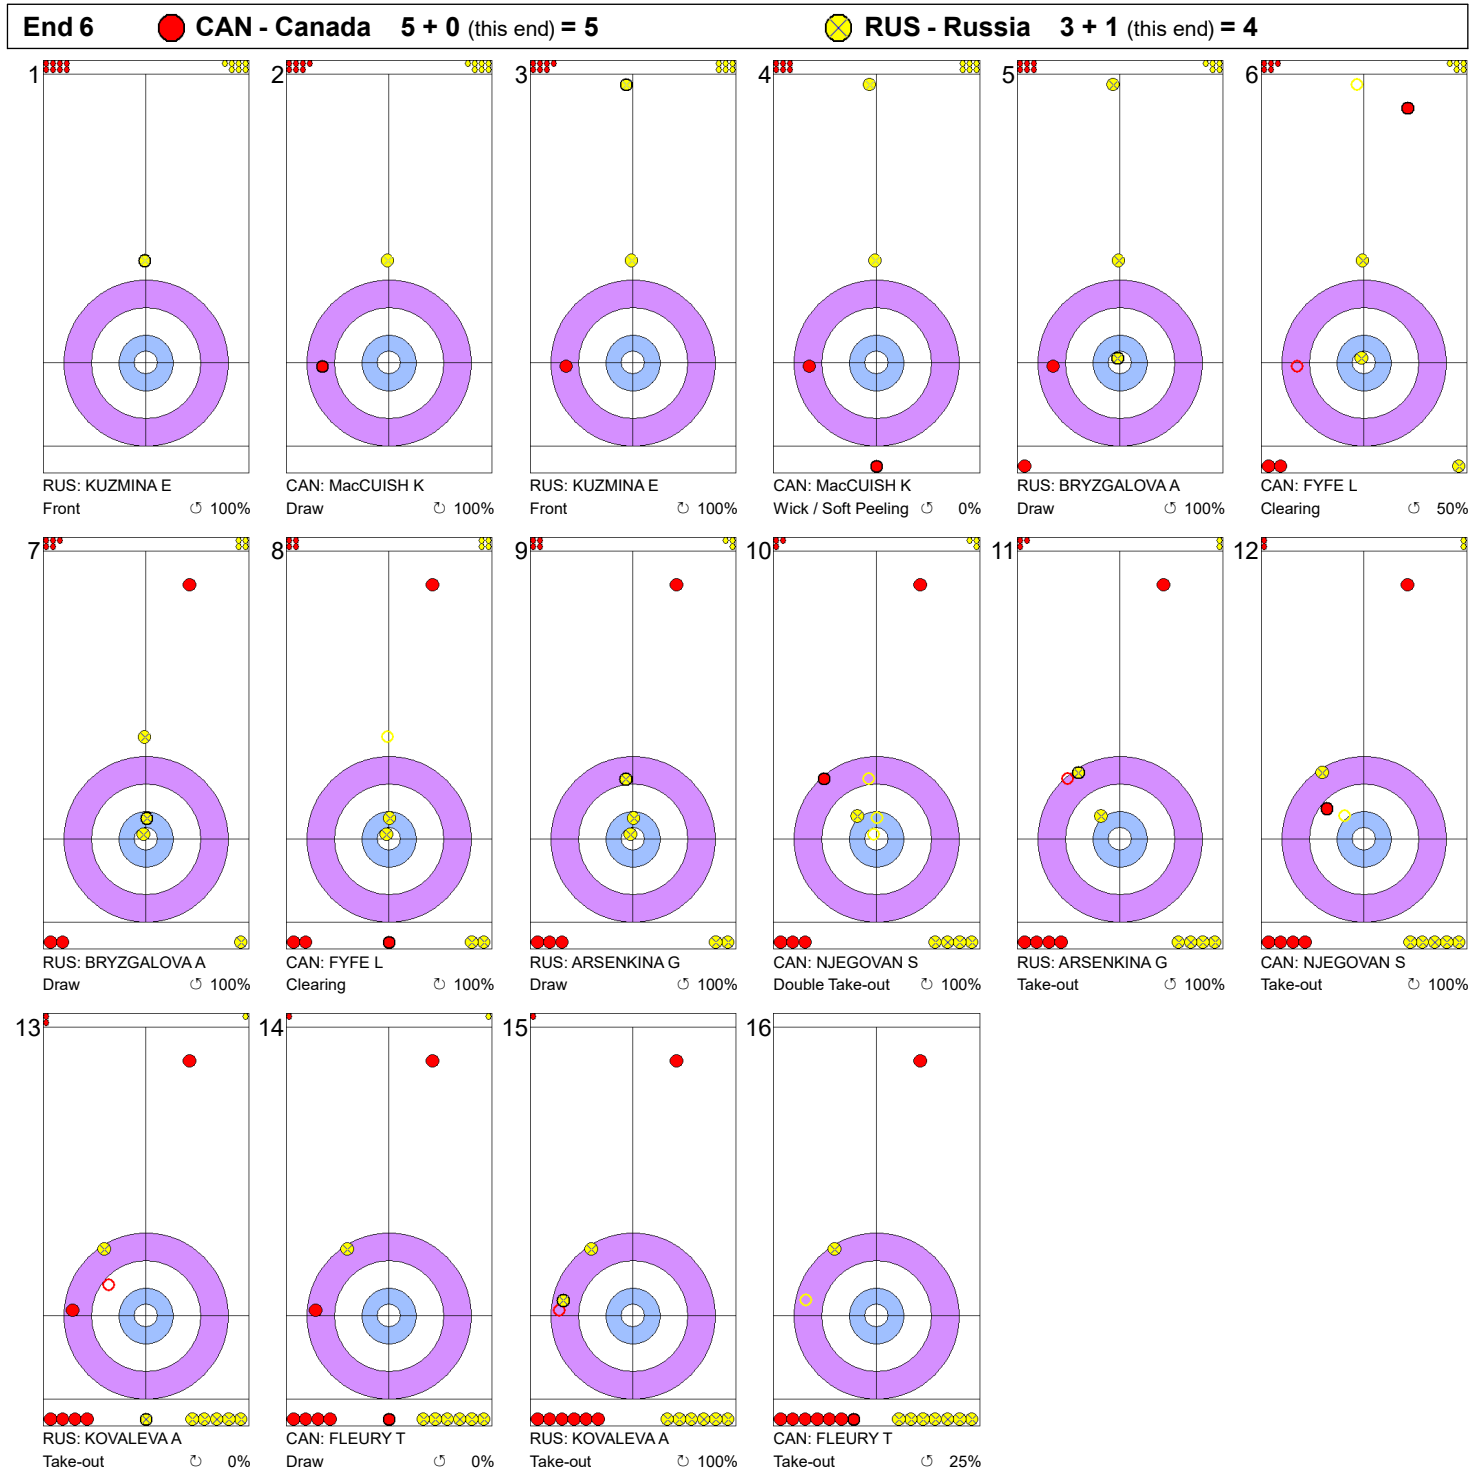 End 6 CAN - Canada 5 + 0 (this end) = 5 RUS - Russia 3 + 1 (this end) = 4
1 2 3 4 5 6
RUS: KUZMINA E CAN: MacCUISH K RUS: KUZMINA E CAN: MacCUISH K RUS: BRYZGALOVA A CAN: FYFE L
Front ↺ 100% Draw ↻ 100% Front ↻ 100% Wick / Soft Peeling ↺ 0% Draw ↺ 100% Clearing ↺ 50%
7 8 9 10 11 12
RUS: BRYZGALOVA A CAN: FYFE L RUS: ARSENKINA G CAN: NJEGOVAN S RUS: ARSENKINA G CAN: NJEGOVAN S
Draw ↺ 100% Clearing ↻ 100% Draw ↺ 100% Double Take-out ↻ 100% Take-out ↺ 100% Take-out ↻ 100%
13 14 15 16
RUS: KOVALEVA A CAN: FLEURY T RUS: KOVALEVA A CAN: FLEURY T
Take-out ↻ 0% Draw ↺ 0% Take-out ↻ 100% Take-out ↺ 25%